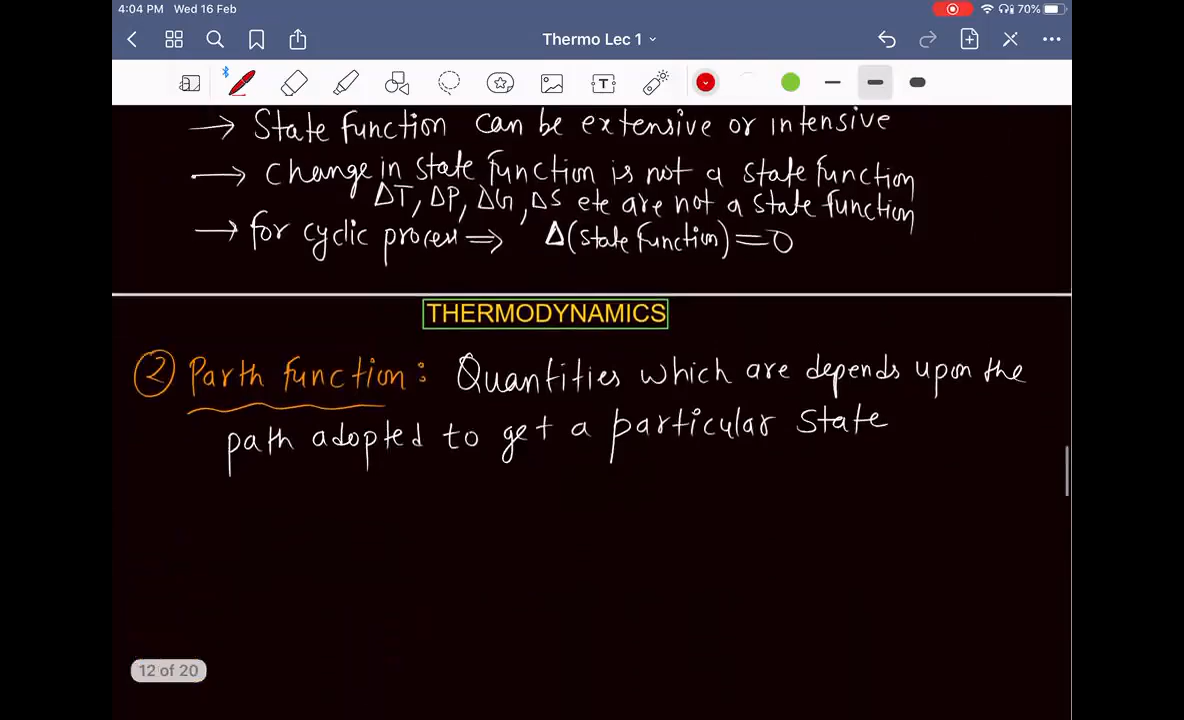 4:04 PM Wed 16 Feb 70%
Thermo Lec 1
→ State function can be extensive or intensive
→ Change in state function is not a state function
ΔT, ΔP, ΔG, ΔS etc are not a state function
→ for cyclic process ⇒ Δ(state function) = 0
THERMODYNAMICS
② Parth function: Quantities which are depends upon the
path adopted to get a particular state
12 of 20